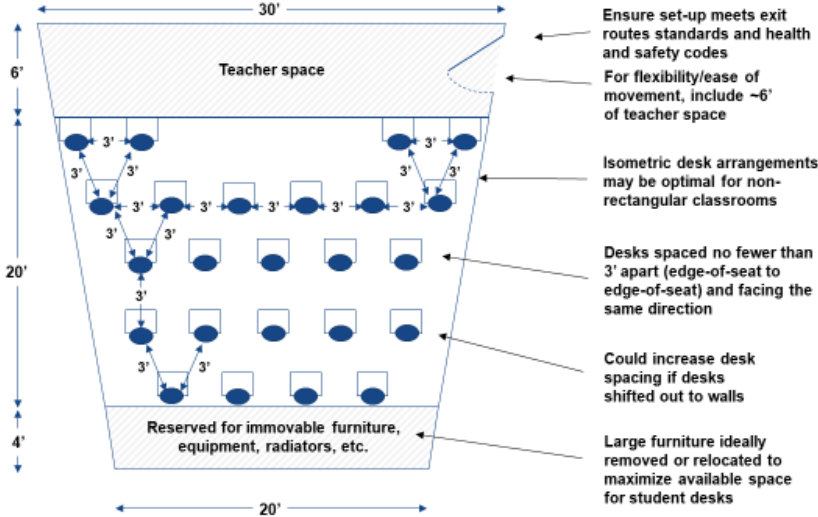 30’
Ensure set-up meets exit
routes standards and health
and safety codes
6’
Teacher space
For flexibility/ease of
movement, include ~6’
of teacher space
3’
3’
3’
3’
3’
3’
Isometric desk arrangements
may be optimal for non-
rectangular classrooms
3’
3’
3’
3’
3’
3’
3’
20’
3’
Desks spaced no fewer than
3’ apart (edge-of-seat to
edge-of-seat) and facing the
same direction
3’
3’
Could increase desk
spacing if desks
shifted out to walls
4’
Reserved for immovable furniture,
equipment, radiators, etc.
Large furniture ideally
removed or relocated to
maximize available space
for student desks
20’